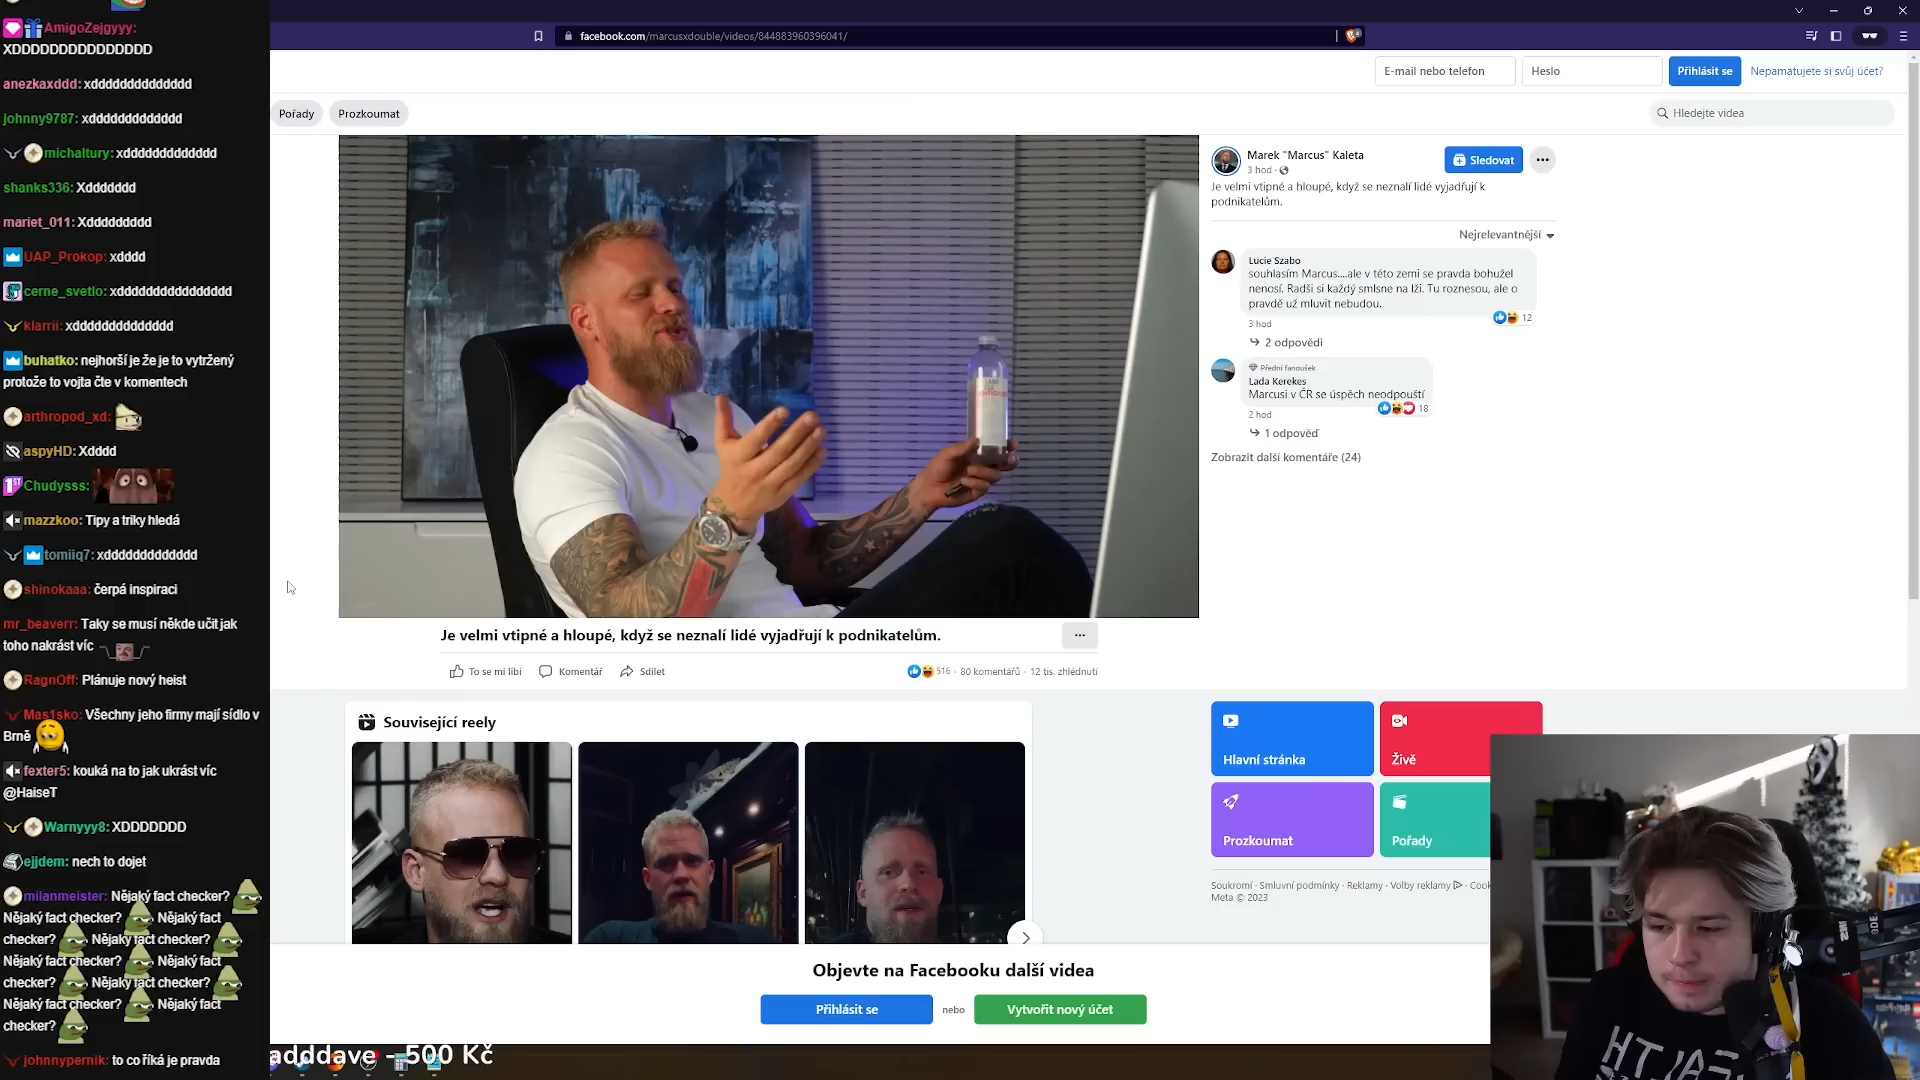 AmigoZejgyyy:
XDDDDDDDDDDDDDDD
anezkaxddd: xdddddddddddddd
johnny9787: xddddddddddddd
michaltury: xddddddddddddd
shanks336: Xddddddd
mariet_011: Xddddddddd
UAP_Prokop: xdddd
cerne_svetlo: xdddddddddddddddd
klarrii: xdddddddddddddd
buhatko: nejhorší je že je to vytržený
protože to vojta čte v komentech
arthropod_xd:
aspyHD: Xdddd
Chudysss:
mazzkoo: Tipy a triky hledá
tomiiq7: xddddddddddddd
shinokaaa: čerpá inspiraci
mr_beaverr: Taky se musí někde učit jak
toho nakrást víc
RagnOff: Plánuje nový heist
Mas1sko: Všechny jeho firmy mají sídlo v
Brně
fexter5: kouká na to jak ukrást víc
@HaiseT
Warnyyy8: XDDDDDDD
ejjdem: nech to dojet
milanmeister: Nějaký fact checker?
Nějaký fact checker? Nějaký fact
checker? Nějaký fact checker?
Nějaký fact checker? Nějaký fact
checker? Nějaký fact checker?
Nějaký fact checker? Nějaký fact
checker?
johnnypernik: to co říká je pravda
facebook.com/marcusxdouble/videos/844883960396041/
E-mail nebo telefon
Heslo
Přihlásit se
Nepamatujete si svůj účet?
Pořady
Prozkoumat
Hledejte videa
Marek "Marcus" Kaleta
3 hod ·
Sledovat
Je velmi vtipné a hloupé, když se neznalí lidé vyjadřují k
podnikatelům.
Nejrelevantnější
Lucie Szabo
souhlasím Marcus....ale v této zemi se pravda bohužel
nenosí. Radši si každý smlsne na lži. Tu roznesou, ale o
pravdě už mluvit nebudou.
12
3 hod
2 odpovědi
Přední fanoušek
Lada Kerekes
Marcusi v ČR se úspěch neodpouští
18
2 hod
1 odpověď
Zobrazit další komentáře (24)
Je velmi vtipné a hloupé, když se neznalí lidé vyjadřují k podnikatelům.
To se mi líbí
Komentář
Sdílet
516 · 80 komentářů · 12 tis. zhlédnutí
Související reely
Hlavní stránka
Živě
Prozkoumat
Pořady
Soukromí · Smluvní podmínky · Reklamy · Volby reklamy · Cook
Meta © 2023
Objevte na Facebooku další videa
Přihlásit se
nebo
Vytvořit nový účet
adddave - 500 Kč